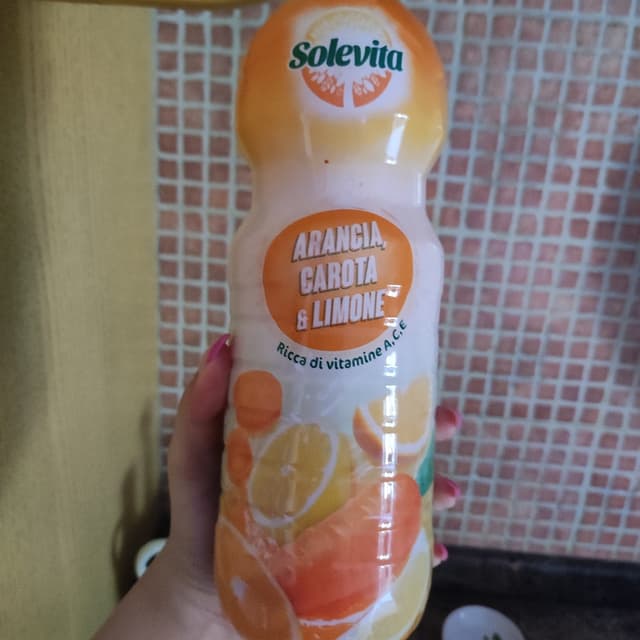 Solevita
ARANCIA,
CAROTA
& LIMONE
Ricca di vitamine A, C, E